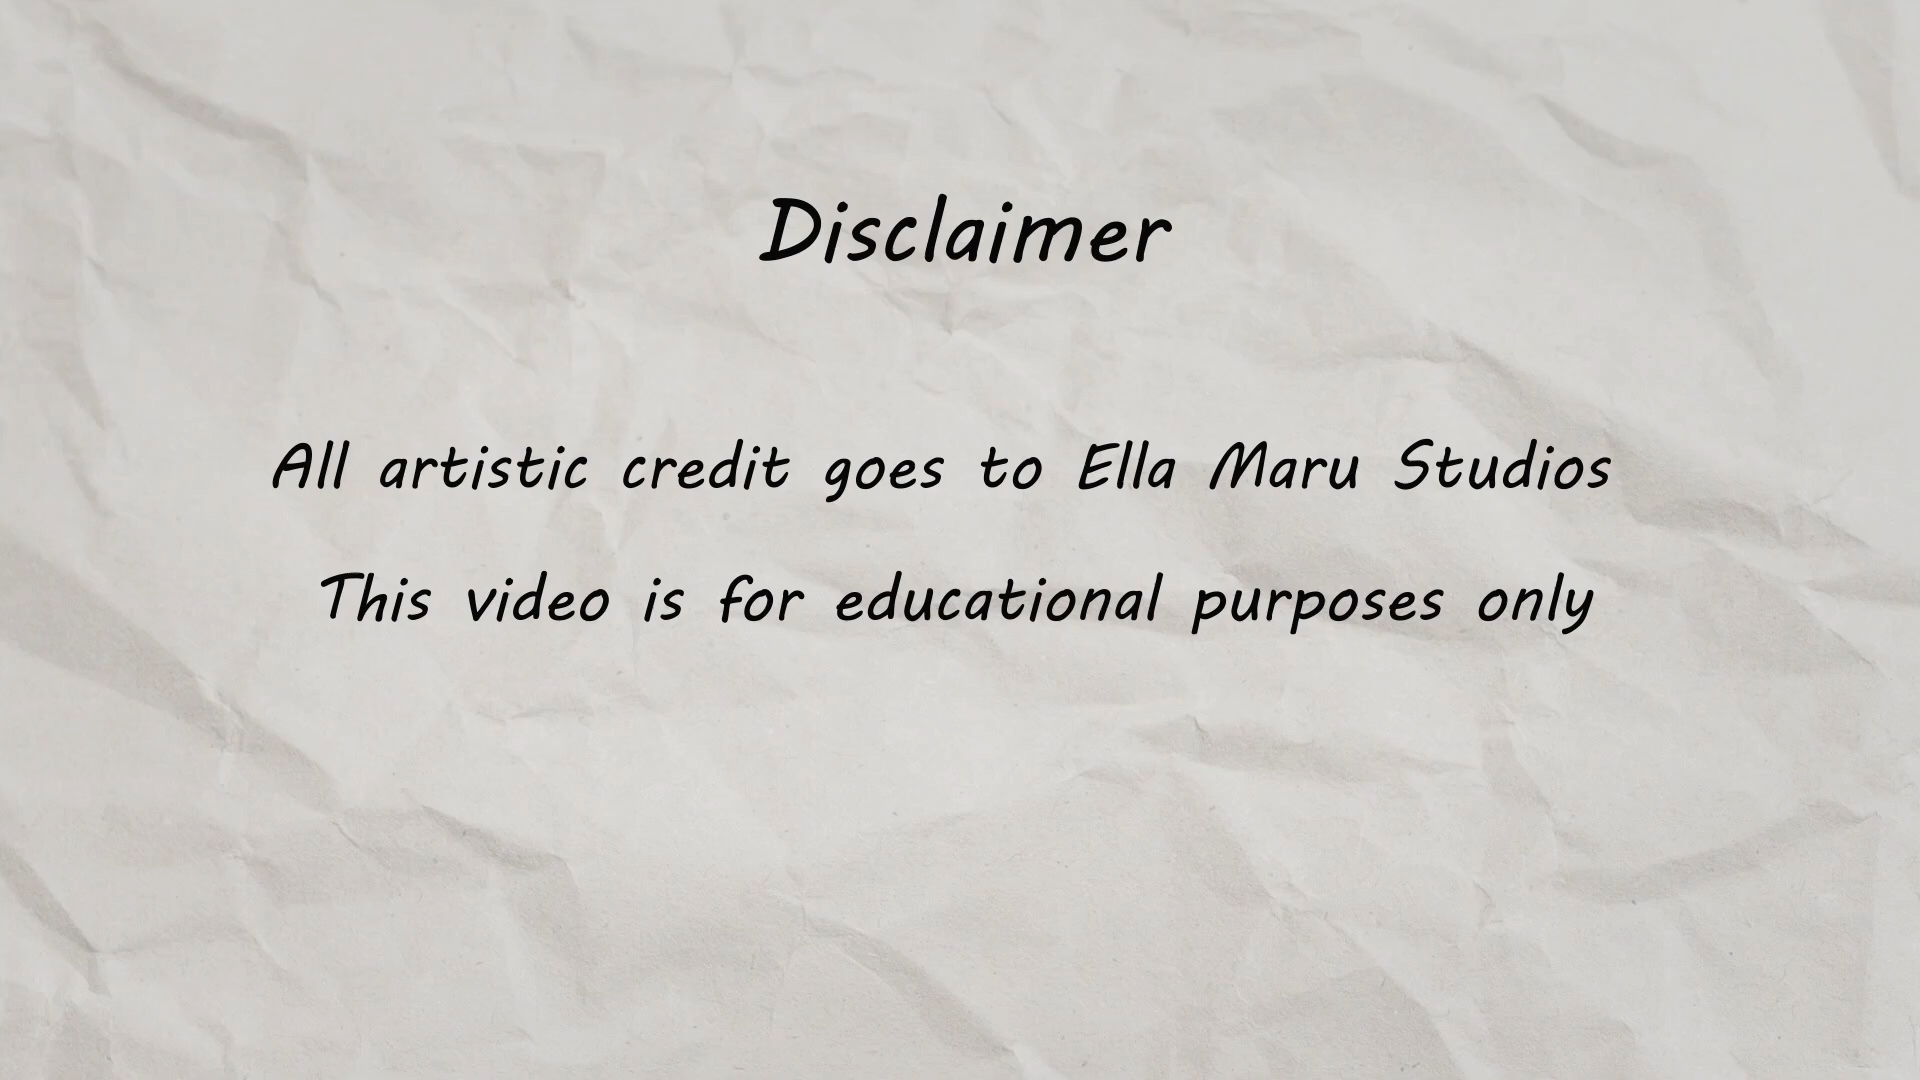 Disclaimer
All artistic credit goes to Ella Maru Studios
This video is for educational purposes only